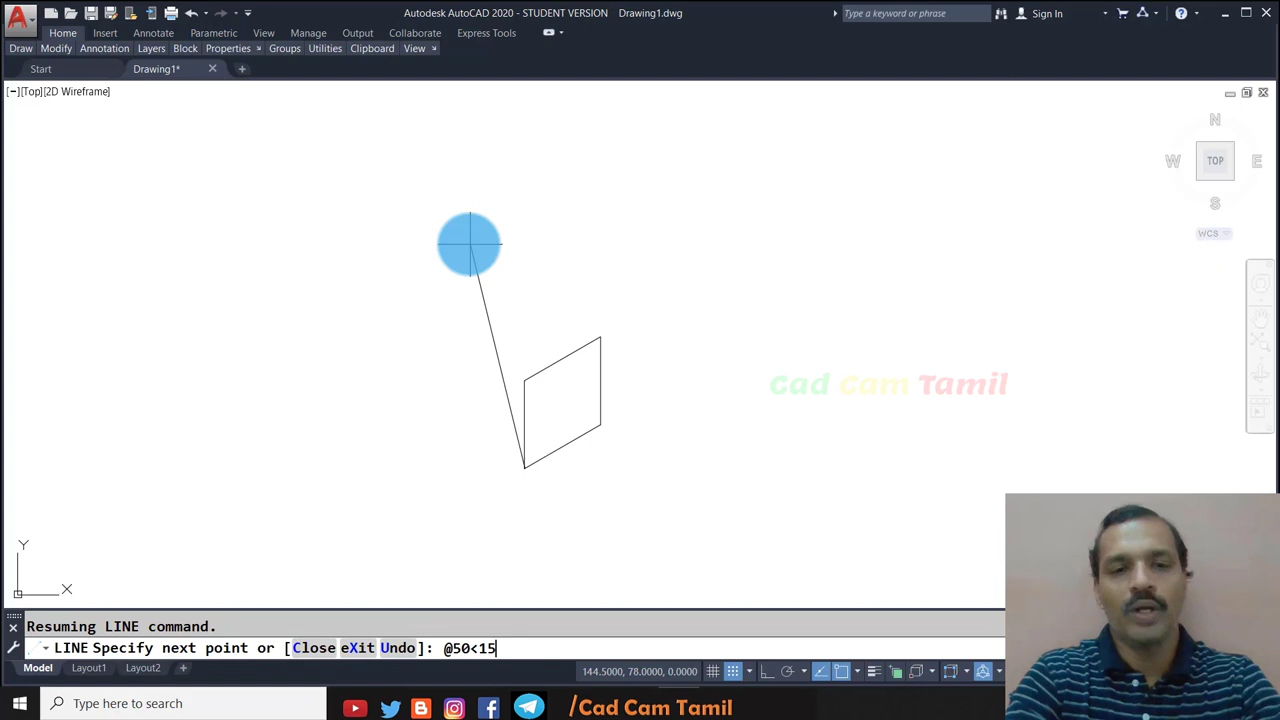 Autodesk AutoCAD 2020 - STUDENT VERSION Drawing1.dwg
Type a keyword or phrase
Sign In
Home Insert Annotate Parametric View Manage Output Collaborate Express Tools
Draw Modify Annotation Layers Block Properties Groups Utilities Clipboard View
Start Drawing1*
[−][Top][2D Wireframe]
N
W TOP E
S
WCS
Cad Cam Tamil
Y
X
Resuming LINE command.
LINE Specify next point or [Close eXit Undo]: @50<15
Model Layout1 Layout2
144.5000, 78.0000, 0.0000
Type here to search
/Cad Cam Tamil